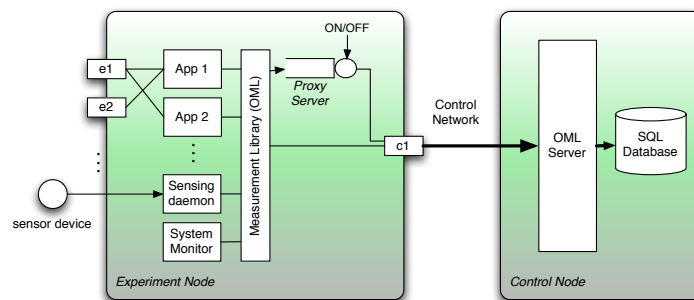 ON/OFF
e1
App 1
Proxy
Server
e2
App 2
Measurement Library (OML)
Control
Network
c1
OML
Server
SQL
Database
Sensing
daemon
sensor device
System
Monitor
Experiment Node
Control Node